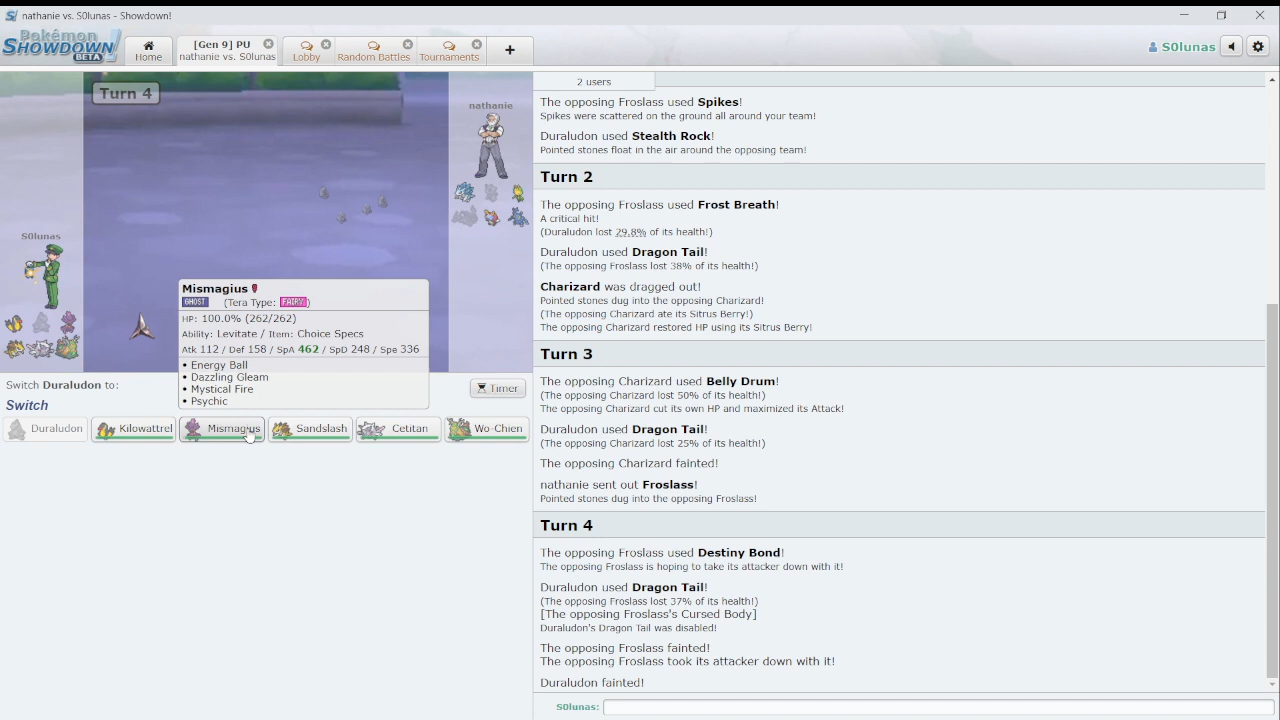 nathanie vs. S0lunas - Showdown!
Pokémon
SHOWDOWN!
BETA
Home
[Gen 9] PU
nathanie vs. S0lunas
Lobby
Random Battles
Tournaments
+
S0lunas
Turn 4
nathanie
S0lunas
Mismagius
GHOST (Tera Type: FAIRY)
HP: 100.0% (262/262)
Ability: Levitate / Item: Choice Specs
Atk 112 / Def 158 / SpA 462 / SpD 248 / Spe 336
• Energy Ball
• Dazzling Gleam
• Mystical Fire
• Psychic
Switch Duraludon to:
Timer
Switch
Duraludon
Kilowattrel
Mismagius
Sandslash
Cetitan
Wo-Chien
2 users
The opposing Froslass used Spikes!
Spikes were scattered on the ground all around your team!
Duraludon used Stealth Rock!
Pointed stones float in the air around the opposing team!
Turn 2
The opposing Froslass used Frost Breath!
A critical hit!
(Duraludon lost 29.8% of its health!)
Duraludon used Dragon Tail!
(The opposing Froslass lost 38% of its health!)
Charizard was dragged out!
Pointed stones dug into the opposing Charizard!
(The opposing Charizard ate its Sitrus Berry!)
The opposing Charizard restored HP using its Sitrus Berry!
Turn 3
The opposing Charizard used Belly Drum!
(The opposing Charizard lost 50% of its health!)
The opposing Charizard cut its own HP and maximized its Attack!
Duraludon used Dragon Tail!
(The opposing Charizard lost 25% of its health!)
The opposing Charizard fainted!
nathanie sent out Froslass!
Pointed stones dug into the opposing Froslass!
Turn 4
The opposing Froslass used Destiny Bond!
The opposing Froslass is hoping to take its attacker down with it!
Duraludon used Dragon Tail!
(The opposing Froslass lost 37% of its health!)
[The opposing Froslass's Cursed Body]
Duraludon's Dragon Tail was disabled!
The opposing Froslass fainted!
The opposing Froslass took its attacker down with it!
Duraludon fainted!
S0lunas: